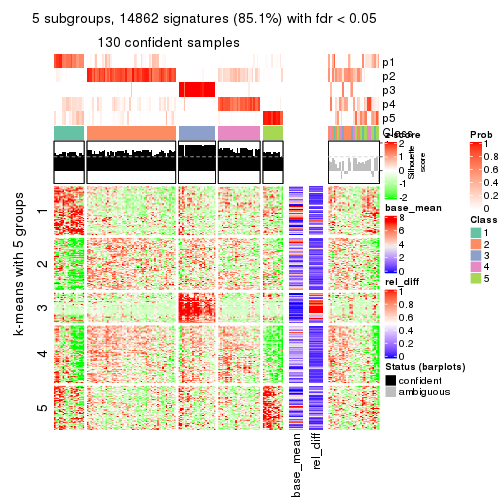 5 subgroups, 14862 signatures (85.1%) with fdr < 0.05
130 confident samples
p1
p2
p3
p4
p5
Class
Silhouette score
k-means with 5 groups
1
2
3
4
5
base_mean
rel_diff
z-score
2
1
0
-1
-2
base_mean
8
6
4
2
0
rel_diff
1
0.8
0.6
0.4
0.2
0
Status (barplots)
confident
ambiguous
Prob
1
0.8
0.6
0.4
0.2
0
Class
1
2
3
4
5